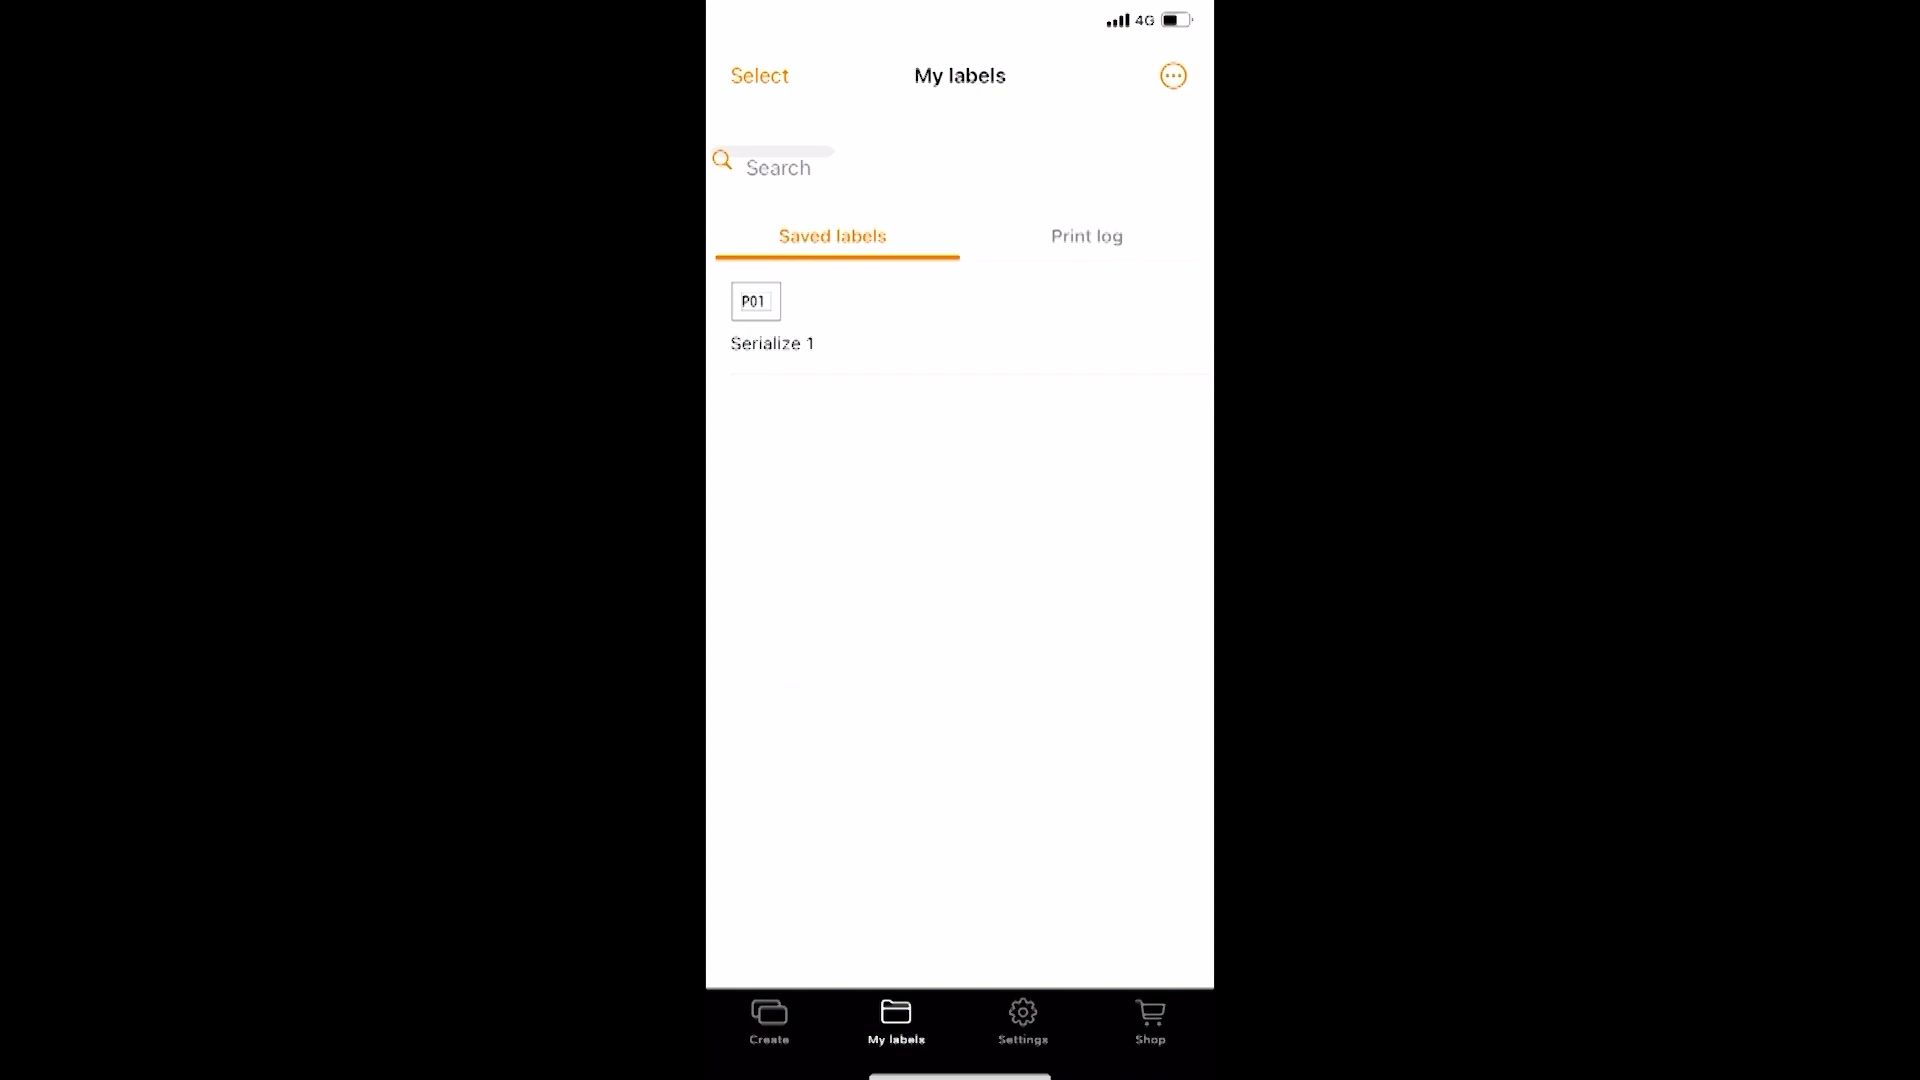 4G
Select
My labels
Search
Saved labels
Print log
P01
Serialize 1
Create
My labels
Settings
Shop